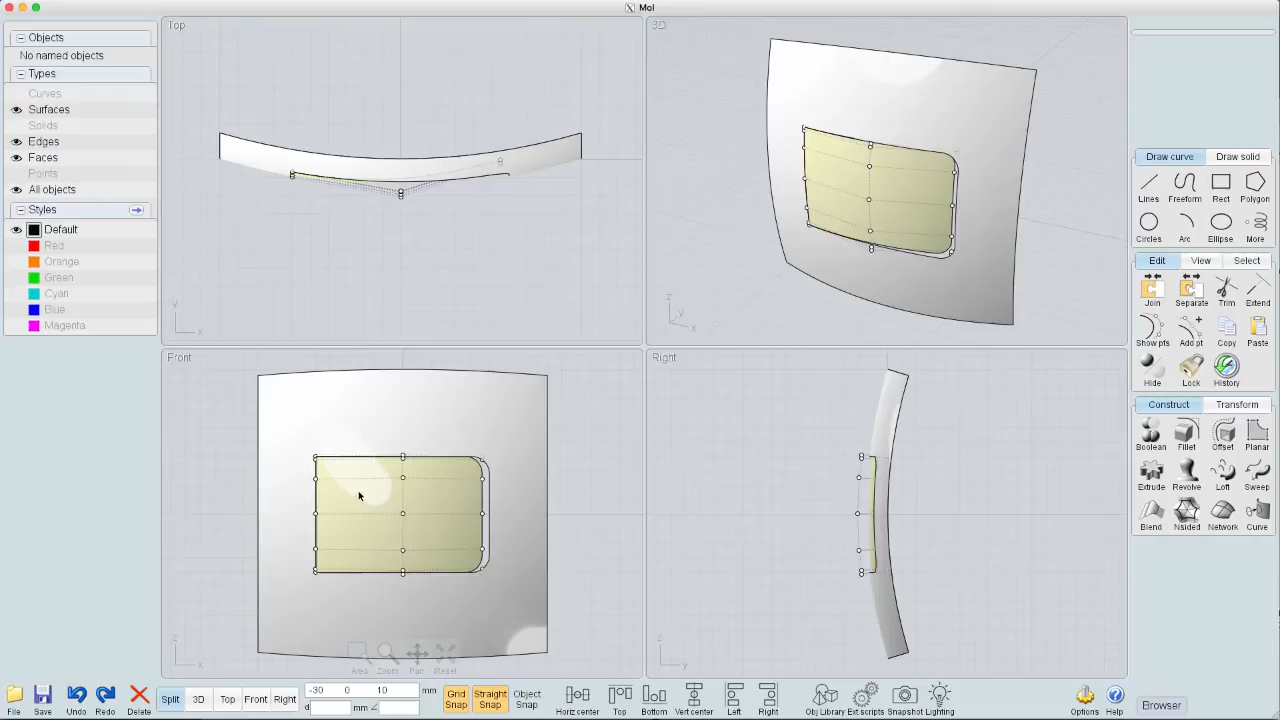 MoI
Objects
No named objects
Types
Curves
Surfaces
Solids
Edges
Faces
Points
All objects
Styles
Default
Red
Orange
Green
Cyan
Blue
Magenta
Top
y
x
3D
z
y
x
Front
z
x
Area Zoom Pan Reset
Right
z
y
Draw curve Draw solid
Lines Freeform Rect Polygon
Circles Arc Ellipse More
Edit View Select
Join Separate Trim Extend
Show pts Add pt Copy Paste
Hide Lock History
Construct Transform
Boolean Fillet Offset Planar
Extrude Revolve Loft Sweep
Blend Nsided Network Curve
File Save Undo Redo Delete
Split 3D Top Front Right
-30 0 10 mm
d mm
Grid Snap
Straight Snap
Object Snap
Horiz center Top Bottom Vert center Left Right
Obj Library Ext.scripts Snapshot Lighting
Options Help
Browser